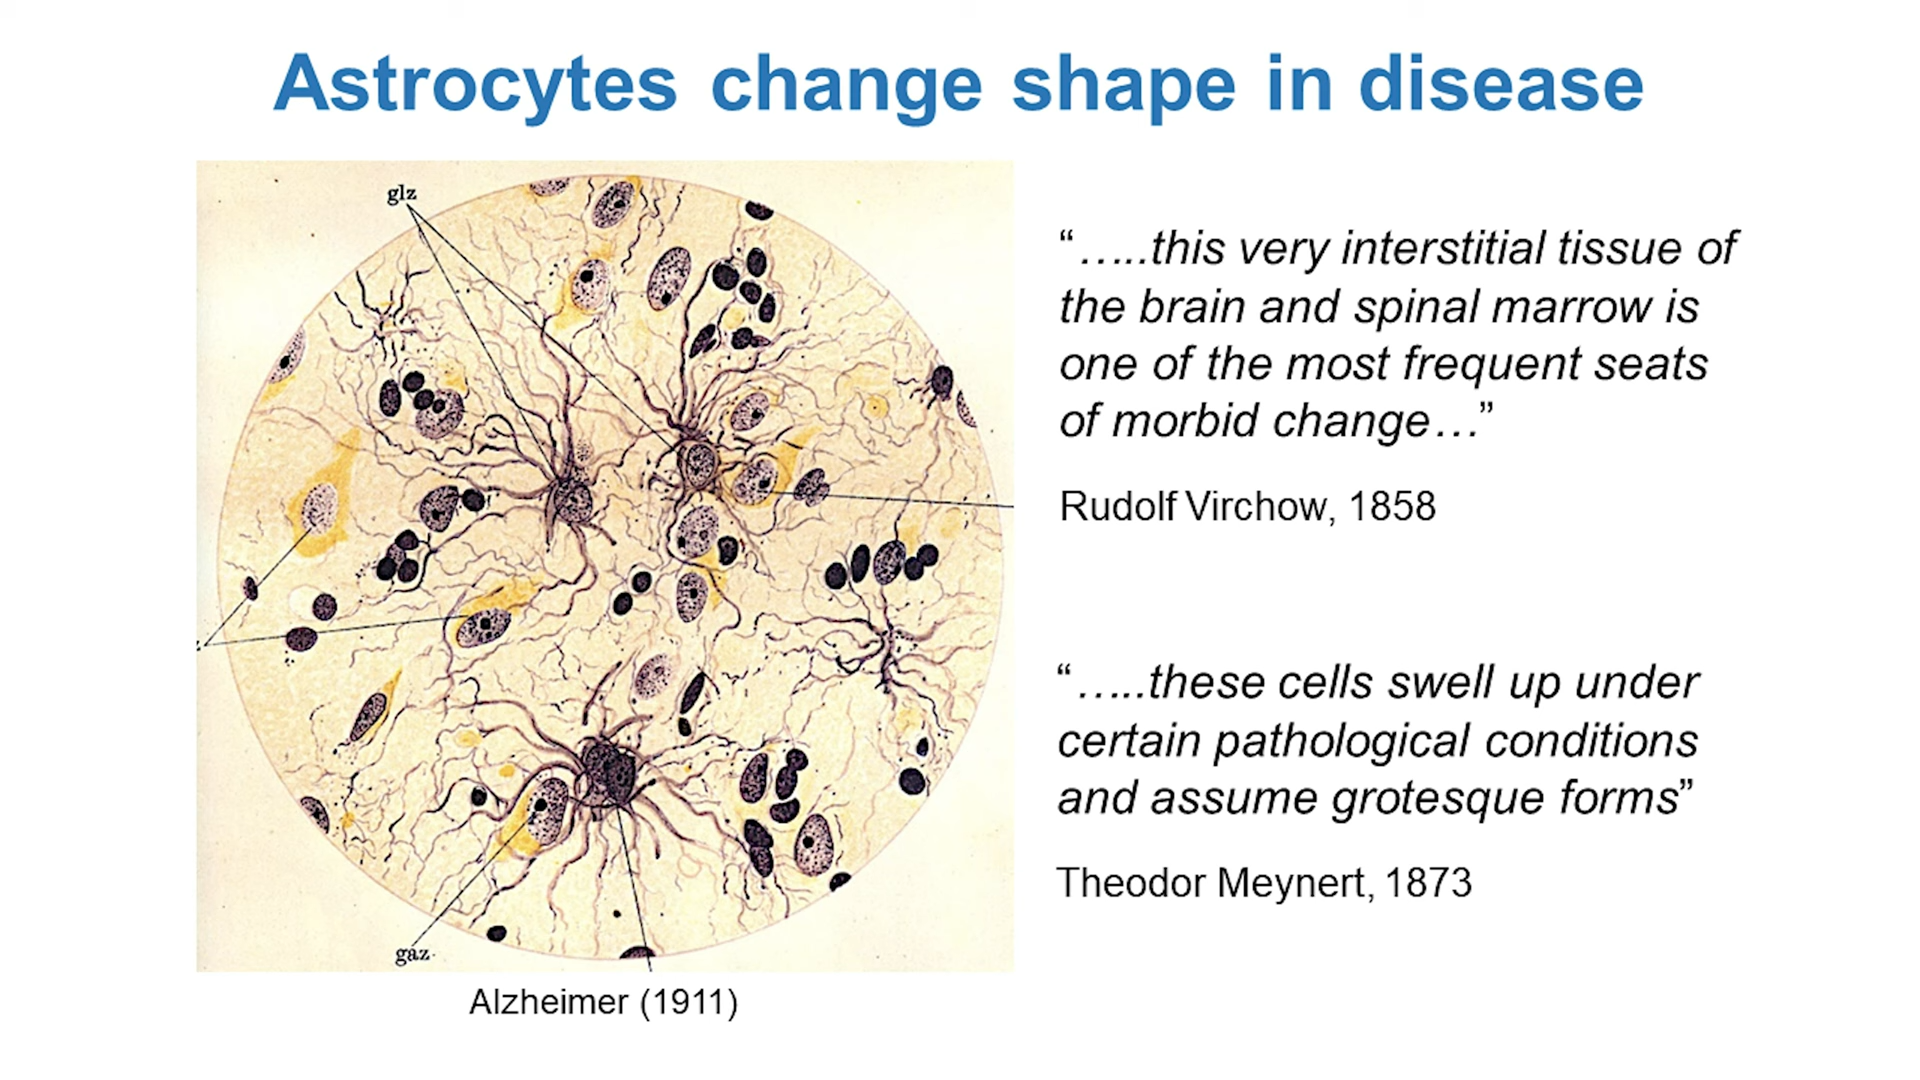 Astrocytes change shape in disease
glz
gaz
Alzheimer (1911)
“…..this very interstitial tissue of
the brain and spinal marrow is
one of the most frequent seats
of morbid change…”
Rudolf Virchow, 1858
“…..these cells swell up under
certain pathological conditions
and assume grotesque forms”
Theodor Meynert, 1873